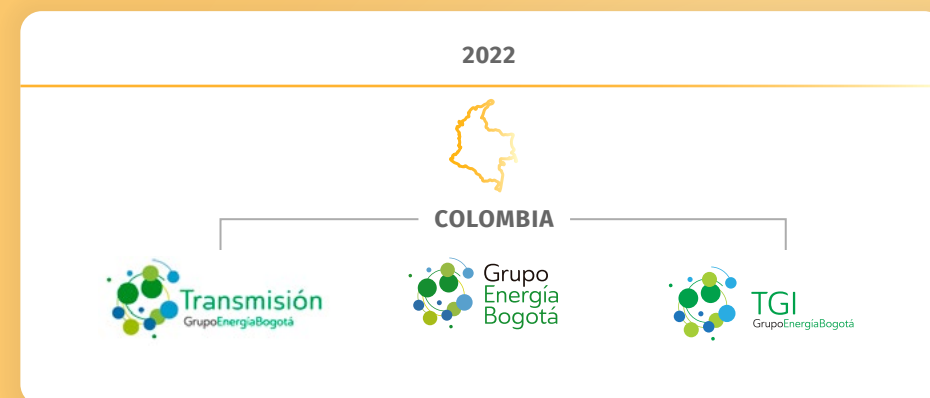 2022
COLOMBIA
Transmisión
GrupoEnergíaBogotá
Grupo
Energía
Bogotá
TGI
GrupoEnergíaBogotá